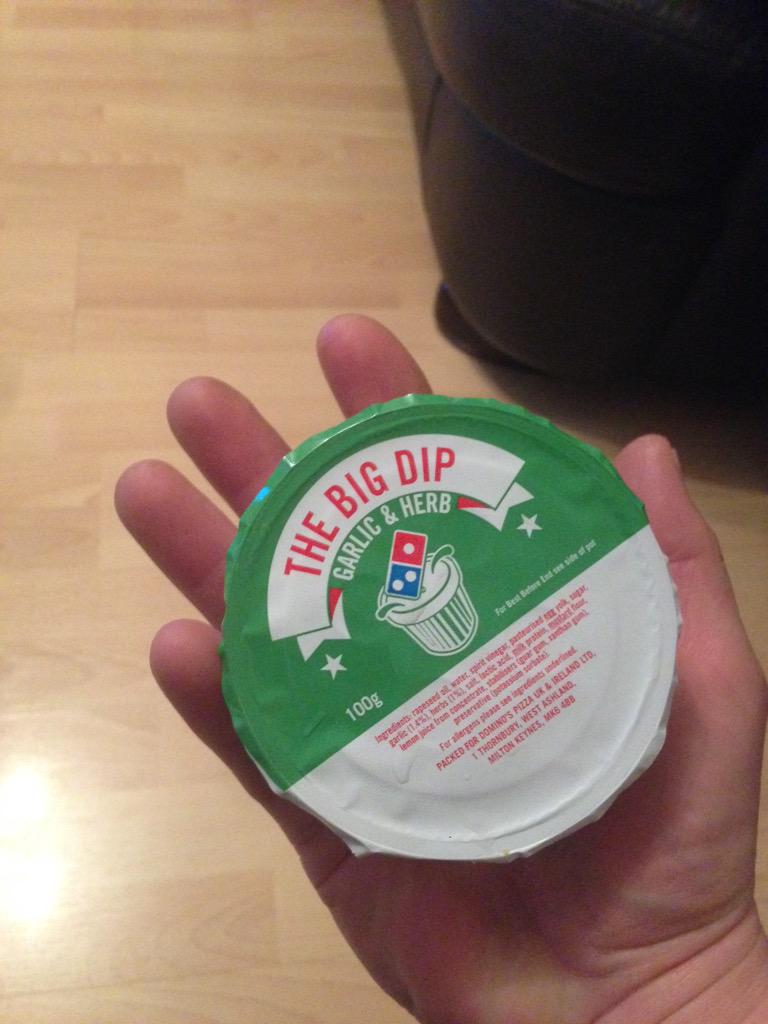 THE BIG DIP
GARLIC & HERB
For Best Before End see side of pot
100g
Ingredients: rapeseed oil, water, spirit vinegar, pasteurised egg yolk, sugar,
garlic (1.4%), herbs (1%), salt, lactic acid, milk protein, mustard flour,
lemon juice from concentrate, stabilisers (guar gum, xanthan gum),
preservative (potassium sorbate).
For allergens please see ingredients underlined.
PACKED FOR DOMINO'S PIZZA UK & IRELAND LTD,
1 THORNBURY, WEST ASHLAND,
MILTON KEYNES, MK6 4BB